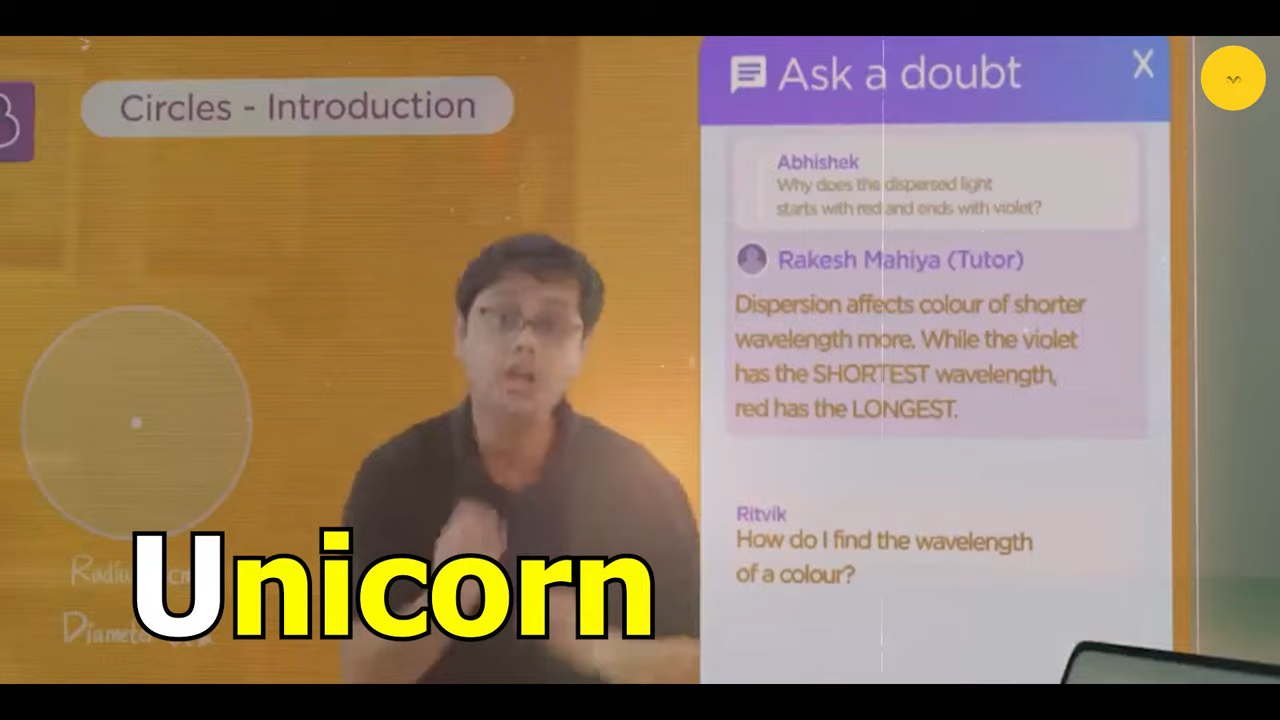 Circles - Introduction
Ask a doubt X
Abhishek
Why does the dispersed light
starts with red and ends with violet?
Rakesh Mahiya (Tutor)
Dispersion affects colour of shorter
wavelength more. While the violet
has the SHORTEST wavelength,
red has the LONGEST.
Ritvik
How do I find the wavelength
of a colour?
Unicorn